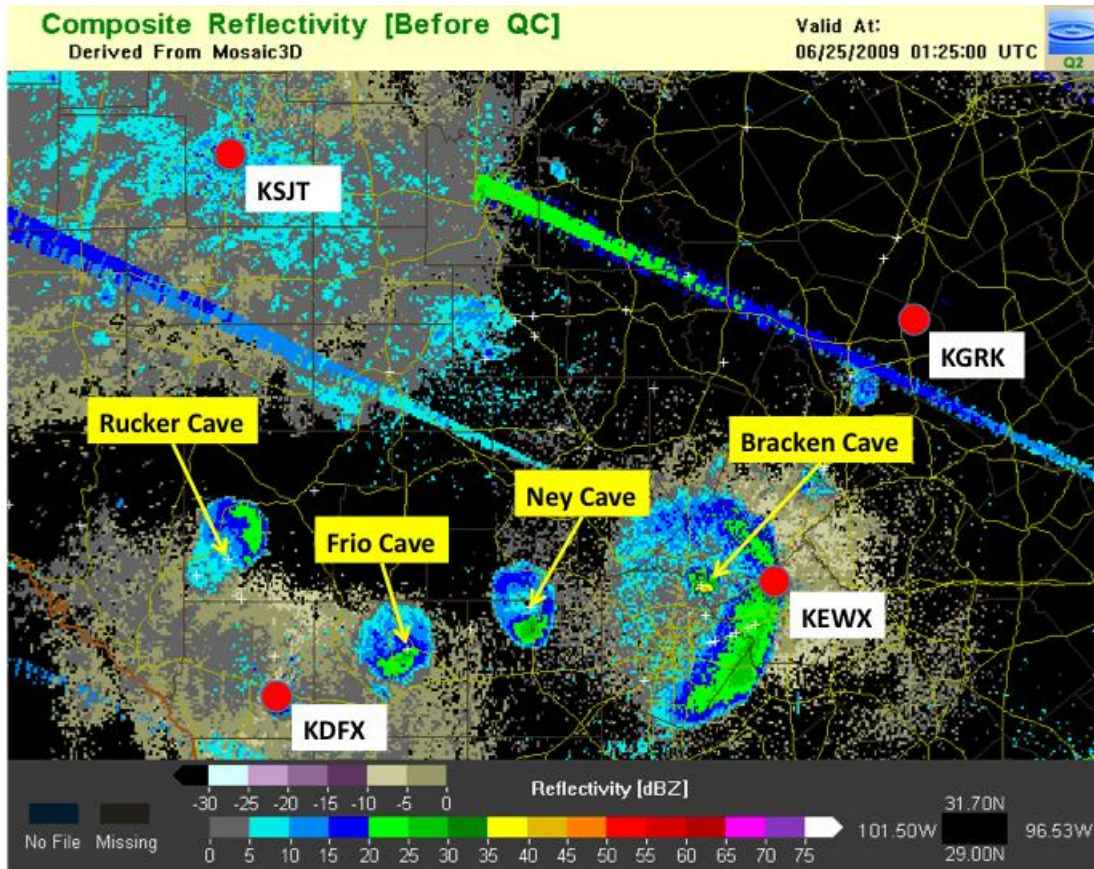 Composite Reflectivity [Before QC]
Derived From Mosaic3D
Valid At:
06/25/2009 01:25:00 UTC
Q2
KSJT
KGRK
Rucker Cave
Bracken Cave
Ney Cave
Frio Cave
KEWX
KDFX
-30 -25 -20 -15 -10 -5 0
Reflectivity [dBZ]
No File
Missing
0 5 10 15 20 25 30 35 40 45 50 55 60 65 70 75
31.70N
101.50W
96.53W
29.00N